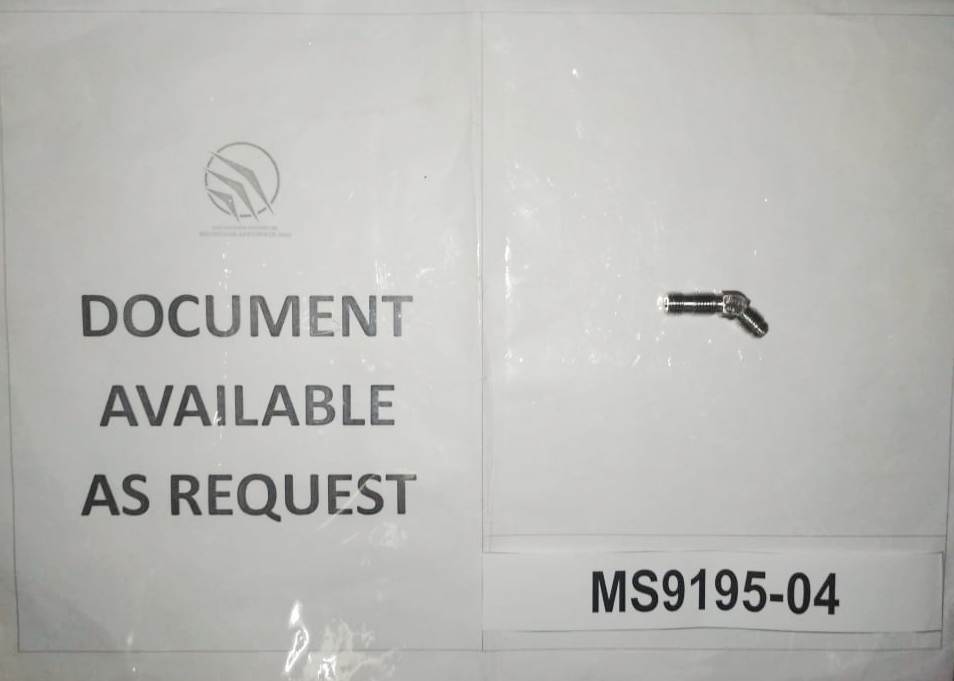 DOCUMENT
AVAILABLE
AS REQUEST
MS9195-04